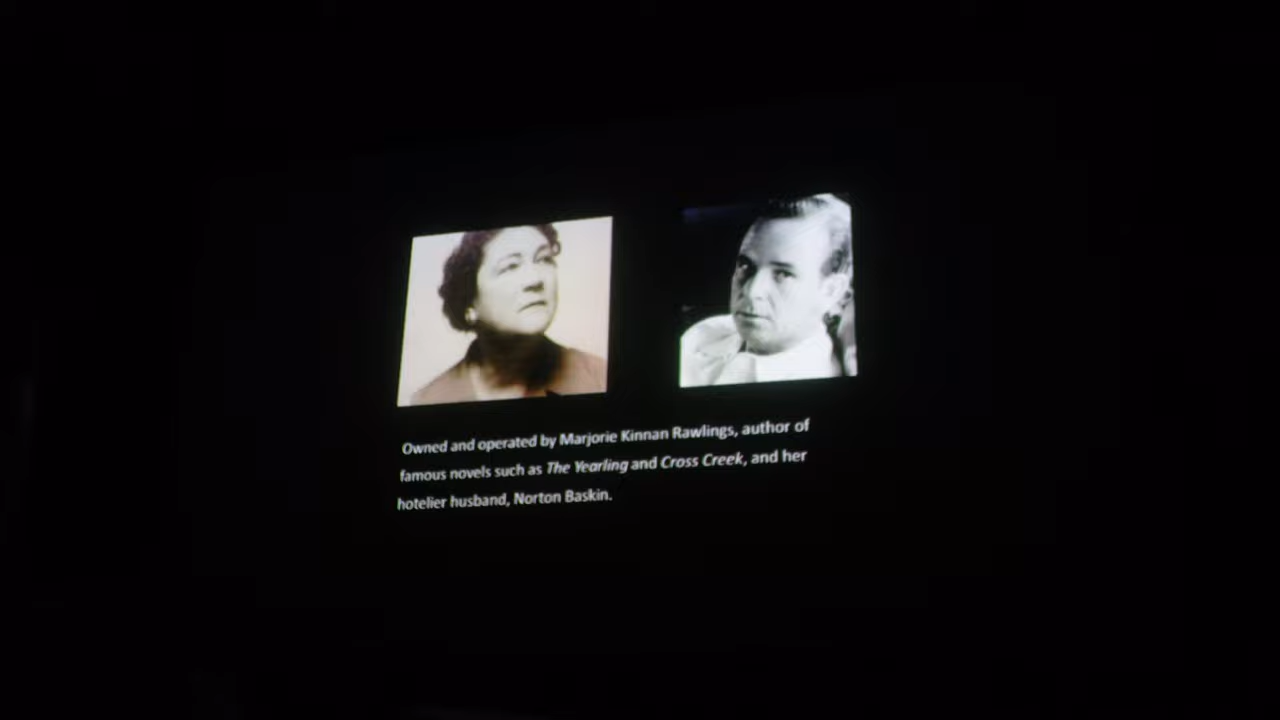 Owned and operated by Marjorie Kinnan Rawlings, author of
famous novels such as The Yearling and Cross Creek, and her
hotelier husband, Norton Baskin.